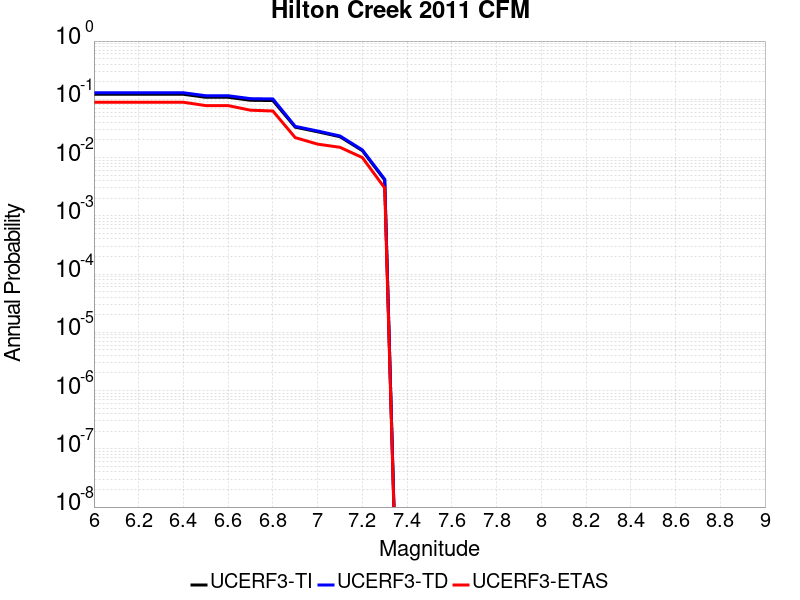 Hilton Creek 2011 CFM
Annual Probability
10^0
10^-1
10^-2
10^-3
10^-4
10^-5
10^-6
10^-7
10^-8
6 6.2 6.4 6.6 6.8 7 7.2 7.4 7.6 7.8 8 8.2 8.4 8.6 8.8 9
Magnitude
UCERF3-TI UCERF3-TD UCERF3-ETAS